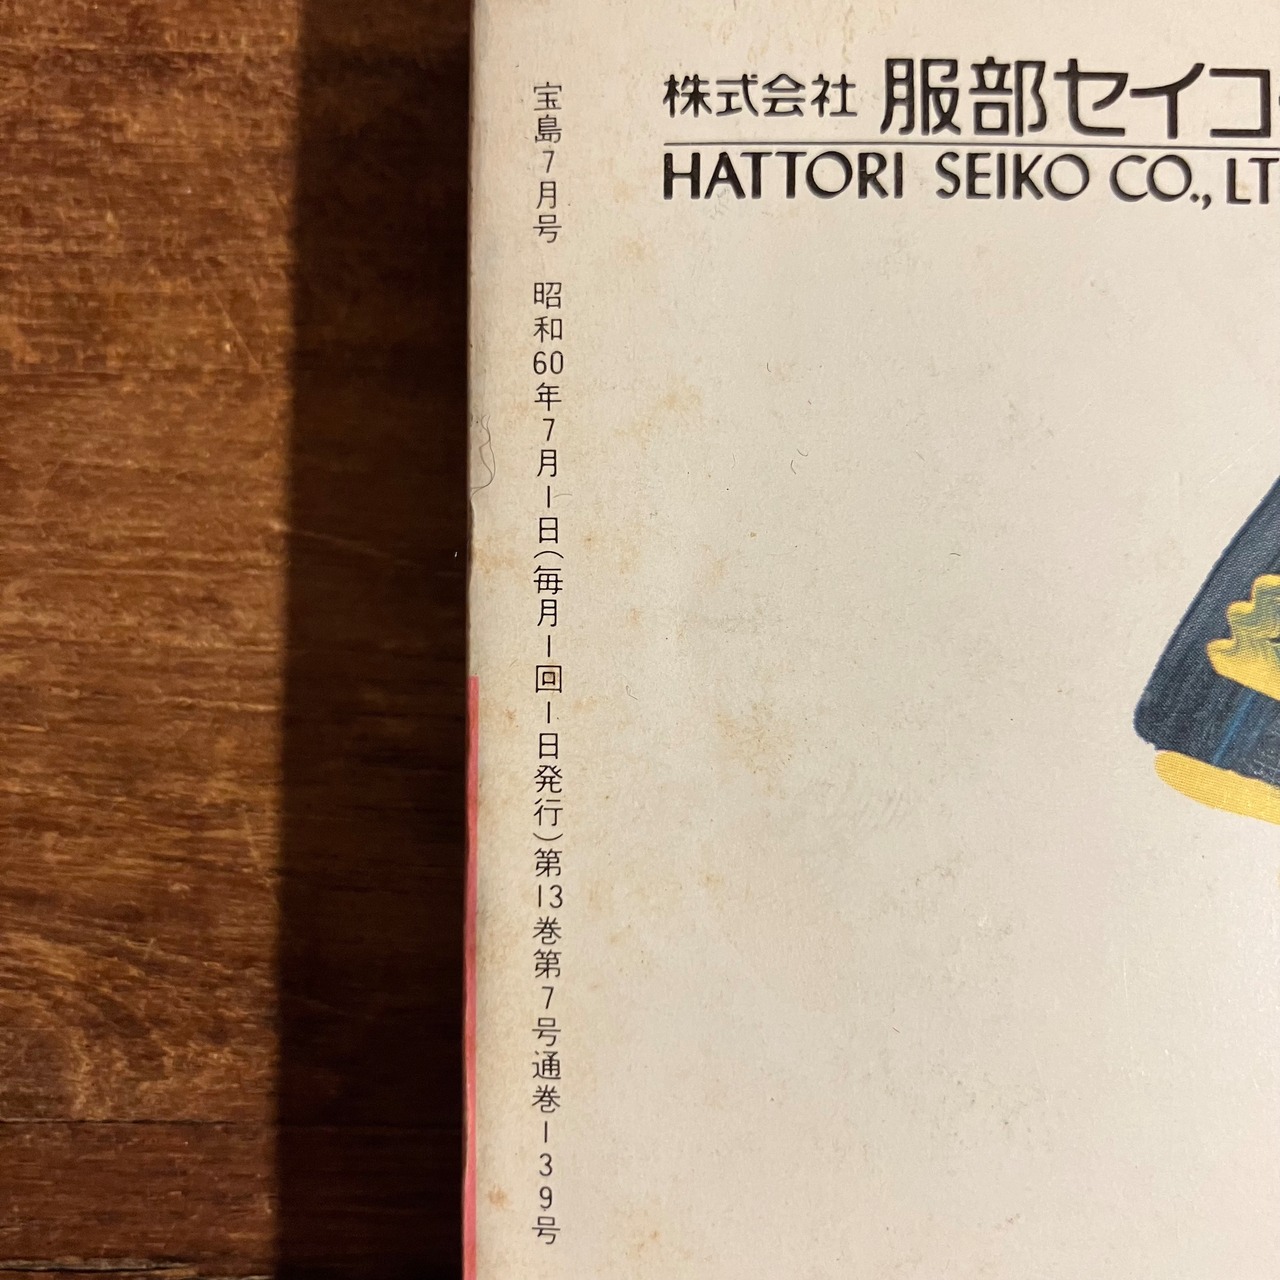 宝島7月号 昭和60年7月1日(毎月1回1日発行)第13巻第7号通巻139号
株式会社 服部セイコ
HATTORI SEIKO CO., LT